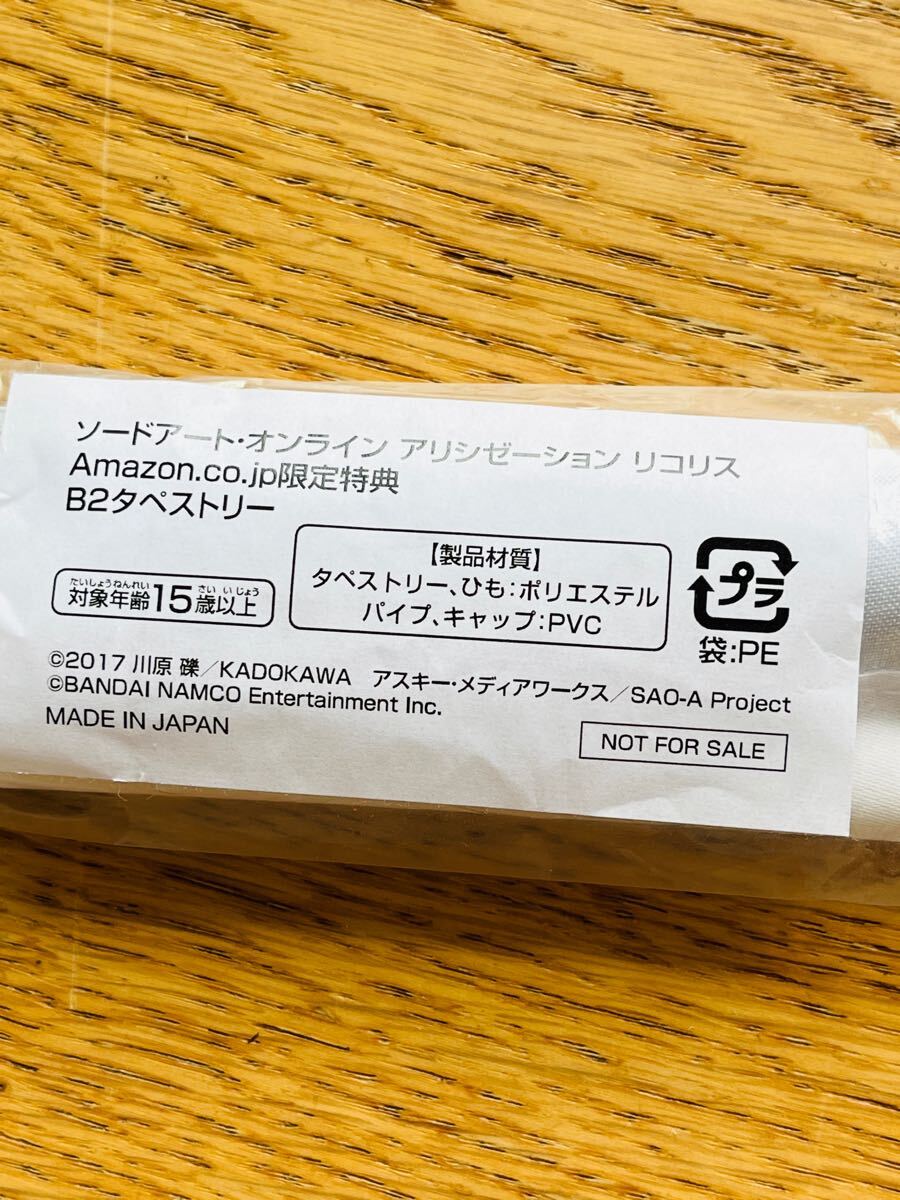 ソードアート・オンライン アリシゼーション リコリス
Amazon.co.jp限定特典
B2タペストリー
たいしょうねんれい さい いじょう
対象年齢15歳以上
【製品材質】
タペストリー、ひも:ポリエステル
パイプ、キャップ:PVC
プラ
袋:PE
©2017 川原 礫/KADOKAWA アスキー・メディアワークス/SAO-A Project
©BANDAI NAMCO Entertainment Inc.
MADE IN JAPAN
NOT FOR SALE